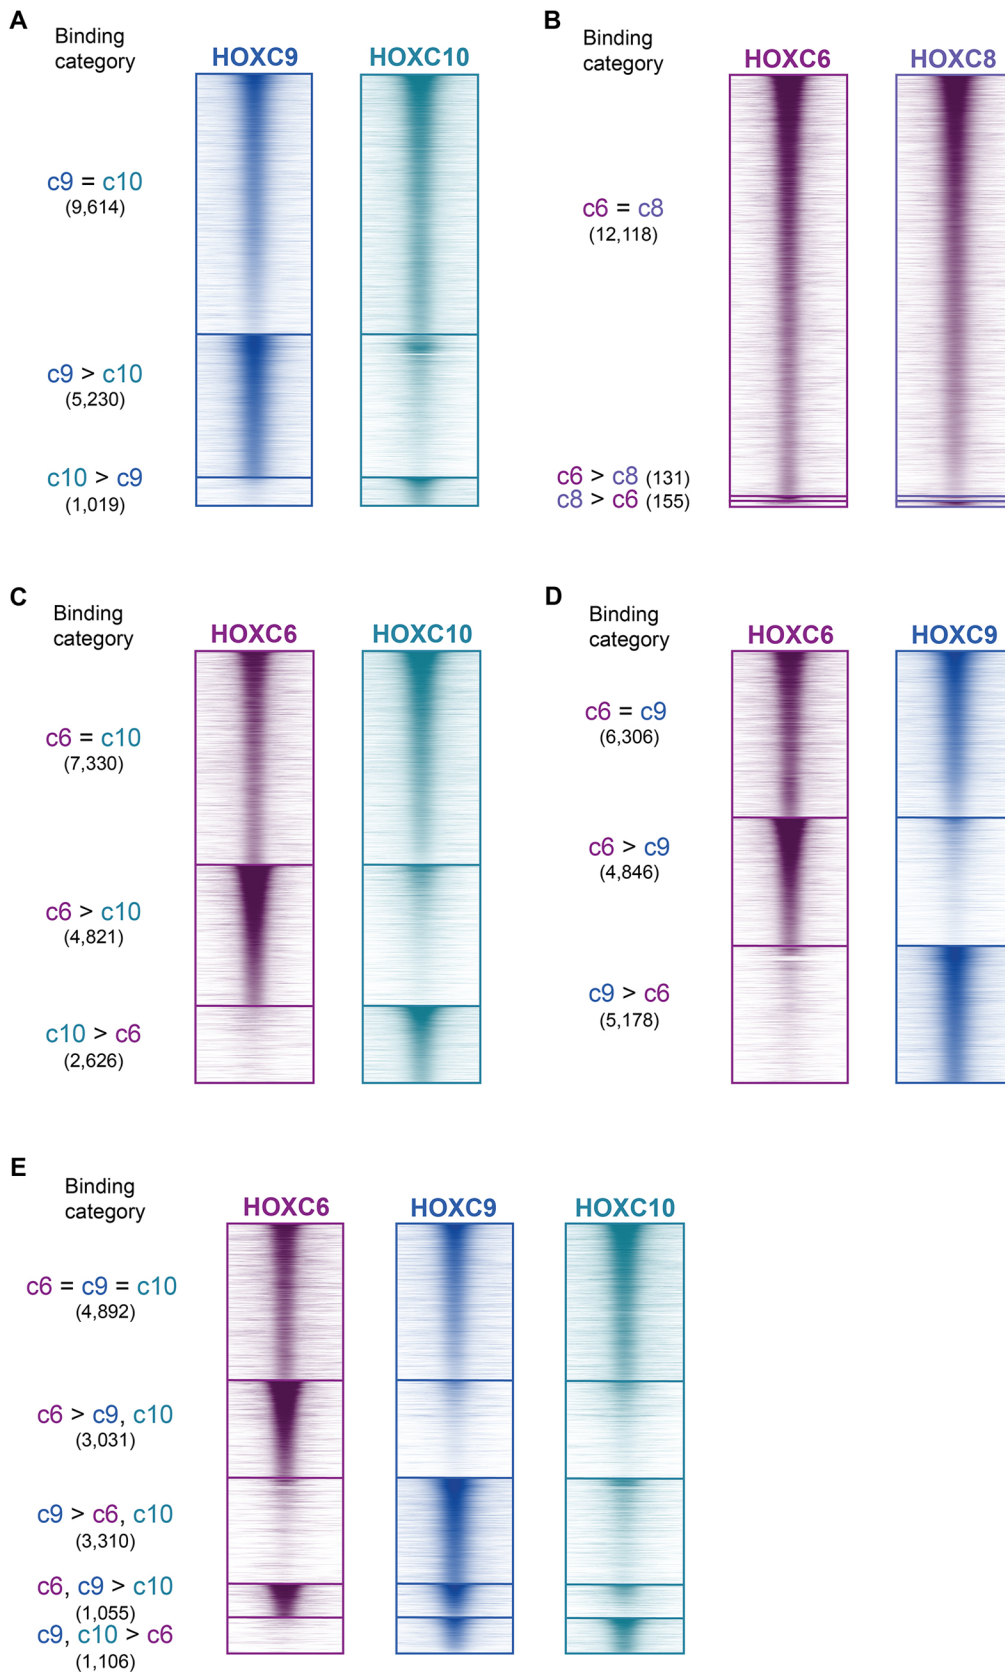 A
Binding
category
HOXC9
HOXC10
c9 = c10
(9,614)
c9 > c10
(5,230)
c10 > c9
(1,019)
B
Binding
category
HOXC6
HOXC8
c6 = c8
(12,118)
c6 > c8 (131)
c8 > c6 (155)
C
Binding
category
HOXC6
HOXC10
c6 = c10
(7,330)
c6 > c10
(4,821)
c10 > c6
(2,626)
D
Binding
category
HOXC6
HOXC9
c6 = c9
(6,306)
c6 > c9
(4,846)
c9 > c6
(5,178)
E
Binding
category
HOXC6
HOXC9
HOXC10
c6 = c9 = c10
(4,892)
c6 > c9, c10
(3,031)
c9 > c6, c10
(3,310)
c6, c9 > c10
(1,055)
c9, c10 > c6
(1,106)